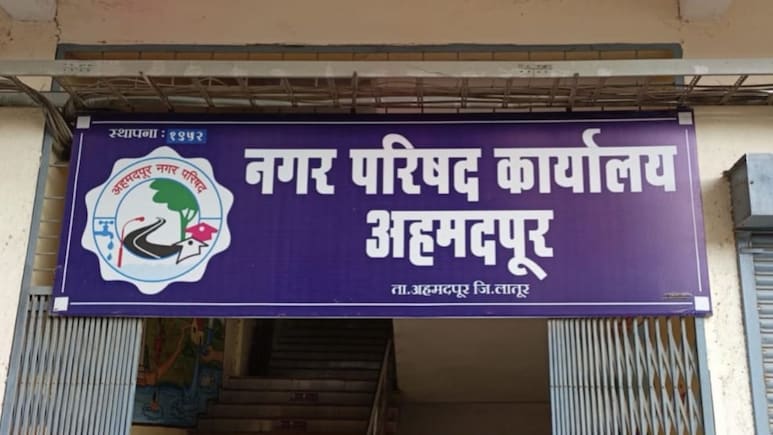 स्थापना : १९५२
अहमदपूर नगर परिषद
नगर परिषद कार्यालय
अहमदपूर
ता.अहमदपूर जि.लातूर